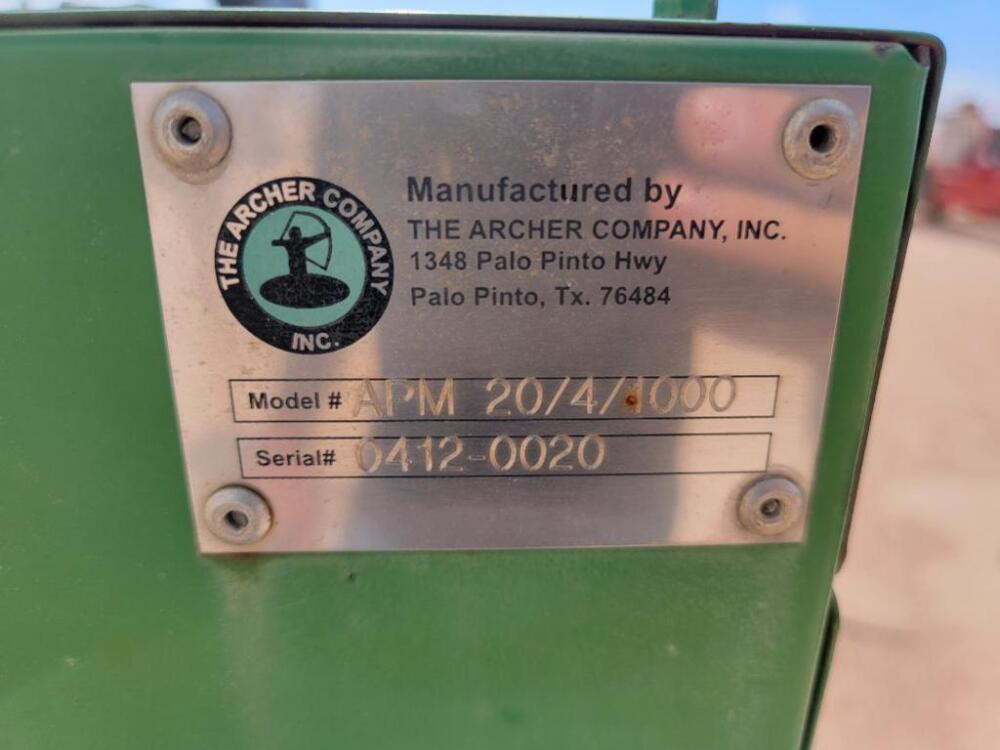 THE ARCHER COMPANY
INC.
Manufactured by
THE ARCHER COMPANY, INC.
1348 Palo Pinto Hwy
Palo Pinto, Tx. 76484
Model # APM 20/4/1000
Serial# 0412-0020